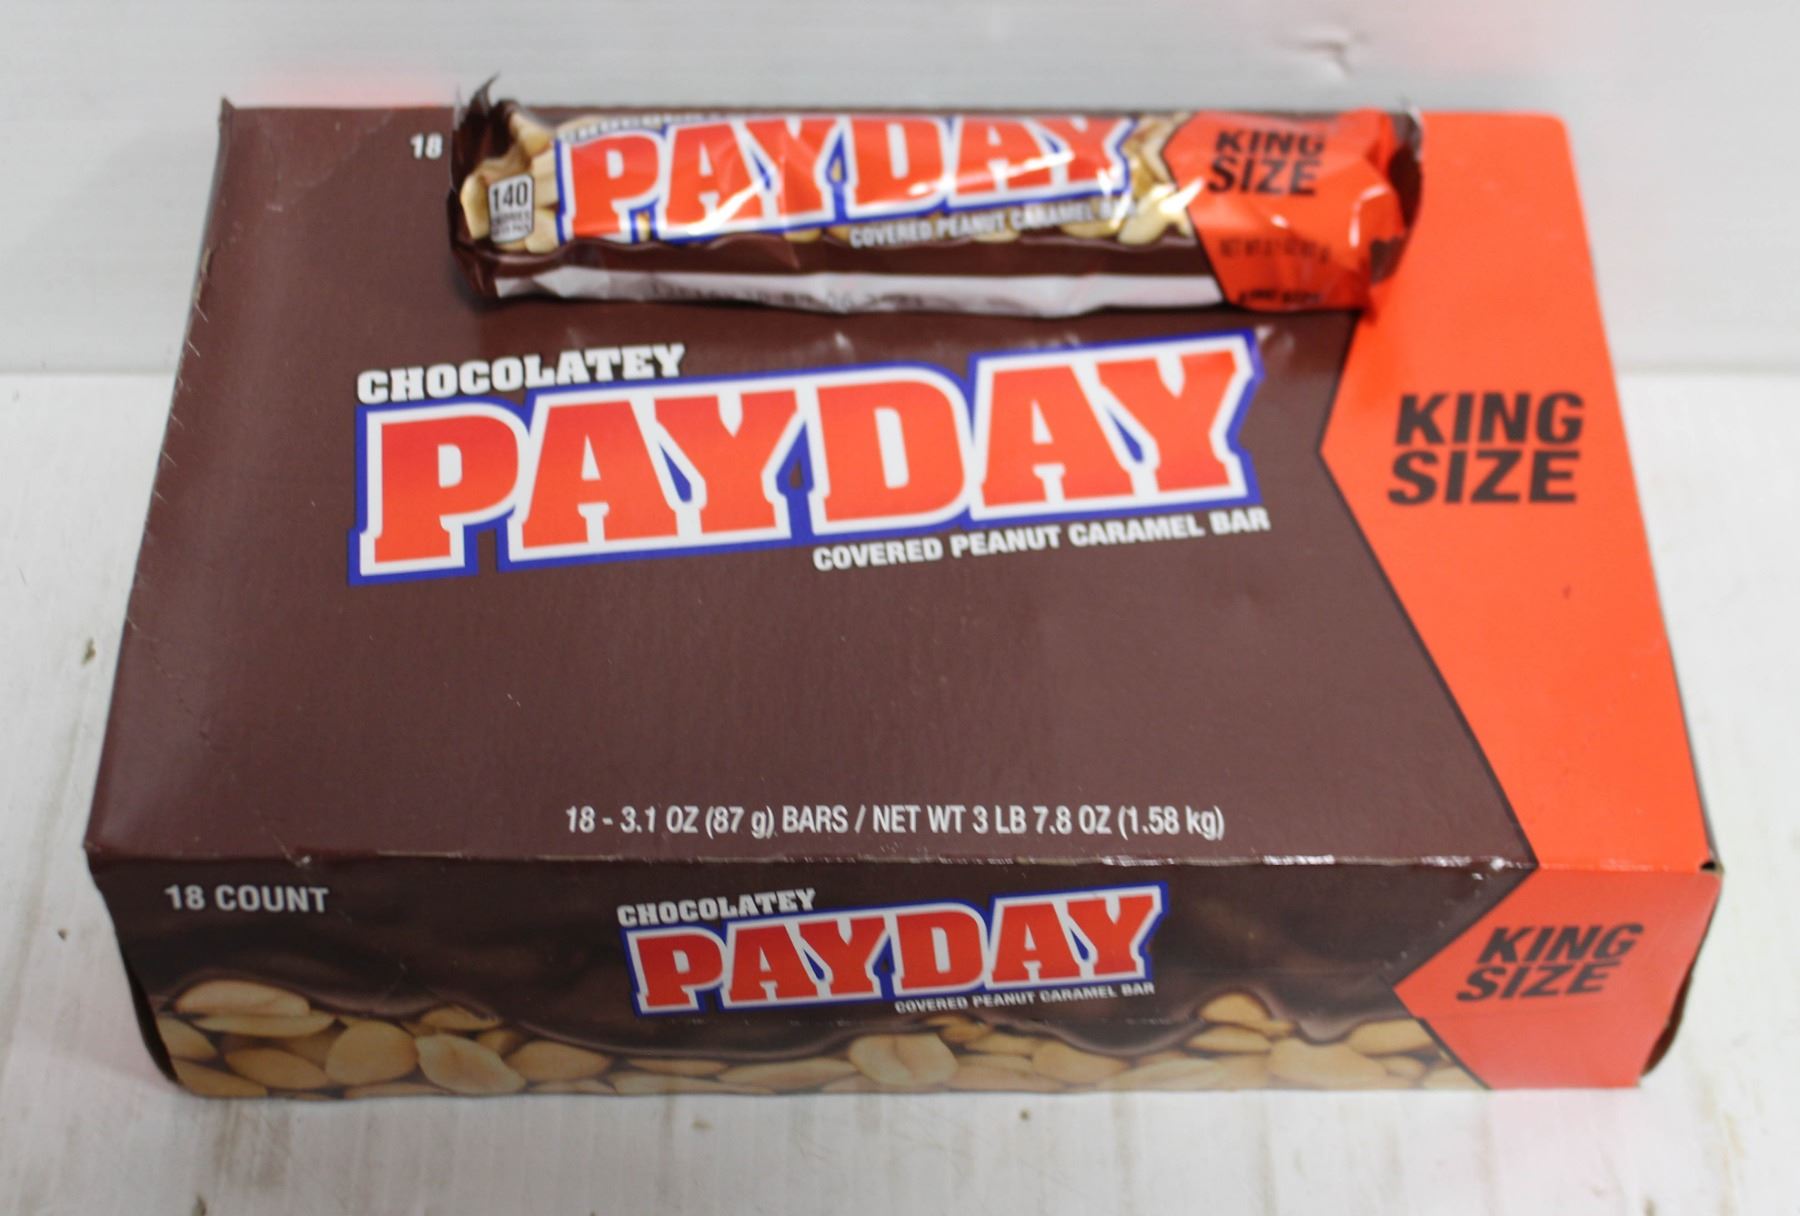 18
140
CALORIES
PAYDAY
COVERED PEANUT CARAMEL BAR
KING
SIZE
CHOCOLATEY
PAYDAY
COVERED PEANUT CARAMEL BAR
KING
SIZE
18 - 3.1 OZ (87 g) BARS / NET WT 3 LB 7.8 OZ (1.58 kg)
18 COUNT
CHOCOLATEY
PAYDAY
COVERED PEANUT CARAMEL BAR
KING
SIZE